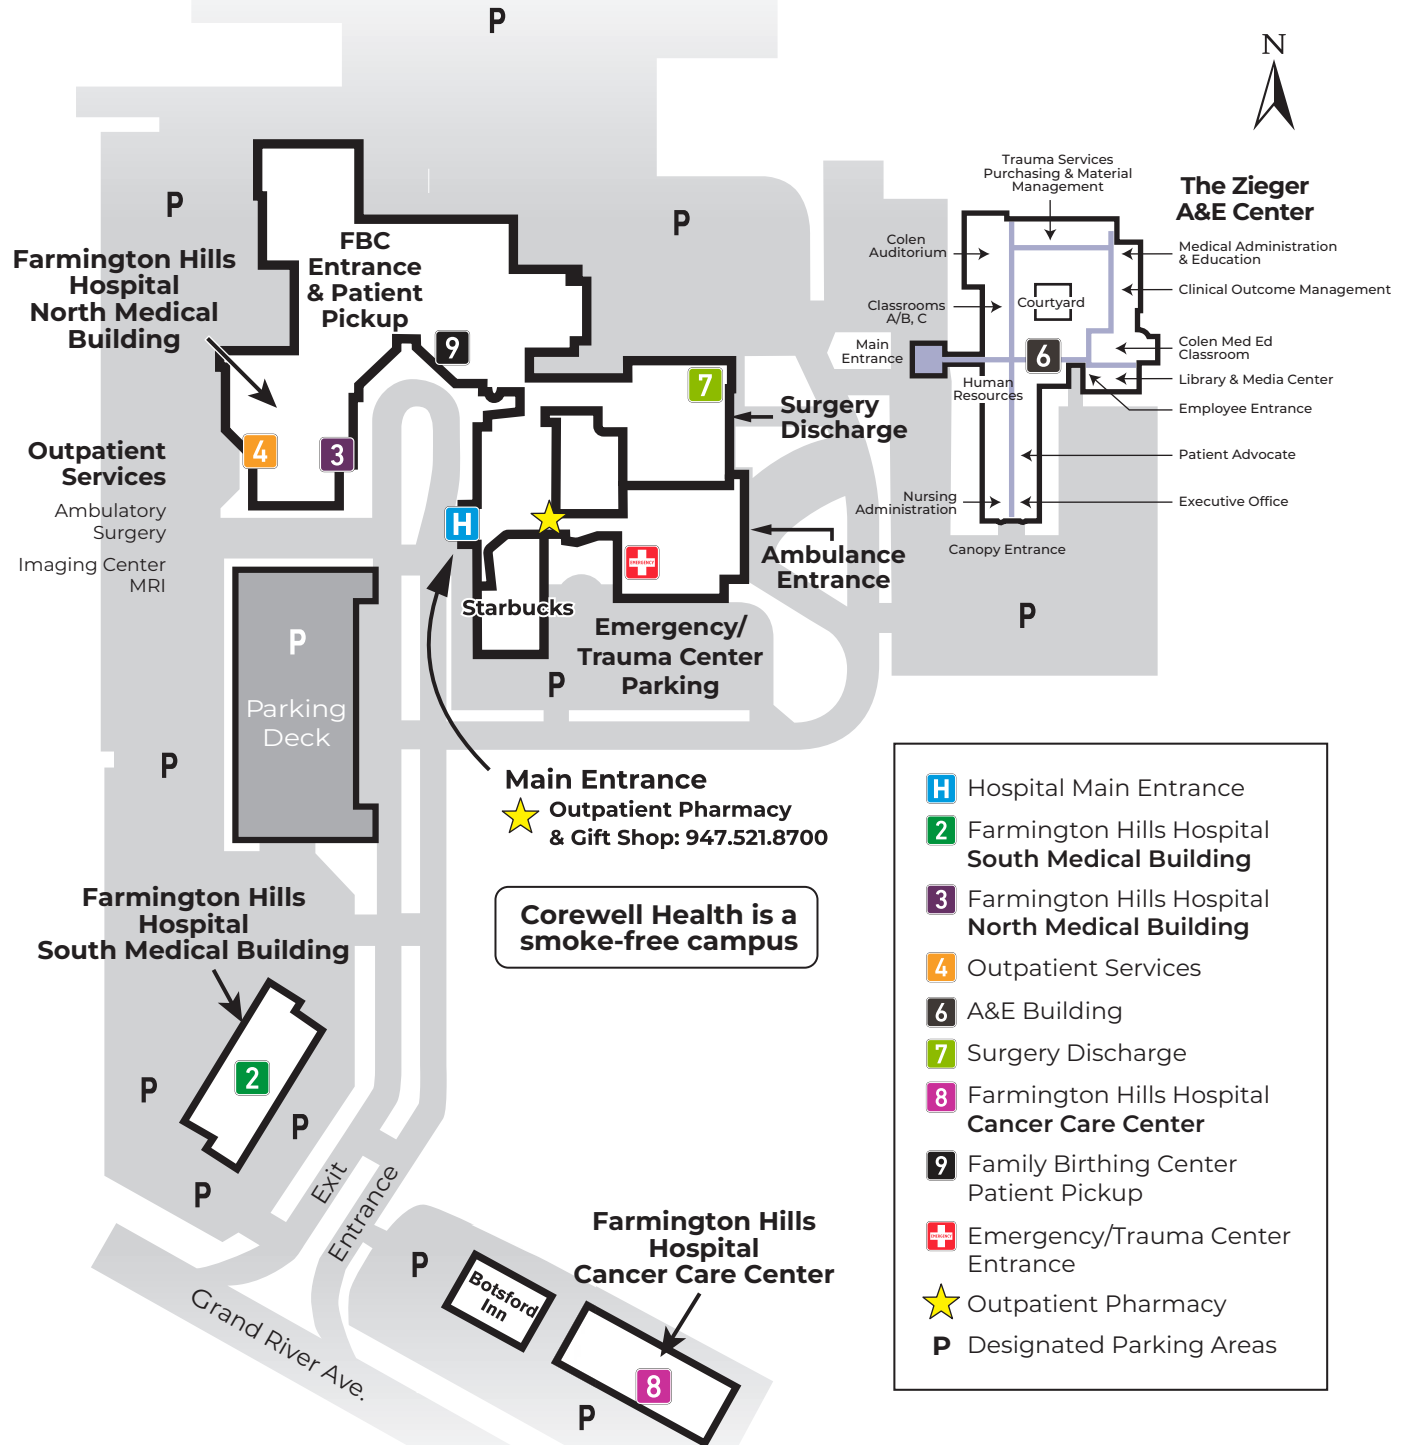 P
N
Trauma Services
Purchasing & Material
Management
The Zieger
A&E Center
P
P
Colen
Auditorium
Medical Administration
& Education
FBC
Entrance
& Patient
Pickup
Farmington Hills
Hospital
North Medical
Building
Clinical Outcome Management
Courtyard
Classrooms
A/B, C
9
Main
Entrance
6
Colen Med Ed
Classroom
7
Human
Resources
Library & Media Center
Employee Entrance
Surgery
Discharge
4
3
Outpatient
Services
Patient Advocate
Ambulatory
Surgery
Nursing
Administration
Executive Office
H
Imaging Center
MRI
EMERGENCY
Ambulance
Entrance
Canopy Entrance
Starbucks
P
P
Emergency/
Trauma Center
Parking
P
Parking
Deck
P
Main Entrance
Outpatient Pharmacy
& Gift Shop: 947.521.8700
Farmington Hills
Hospital
South Medical Building
Corewell Health is a
smoke-free campus
2
P
P
P
Exit
Entrance
Grand River Ave.
P
Botsford
Inn
Farmington Hills
Hospital
Cancer Care Center
8
P
H Hospital Main Entrance
2 Farmington Hills Hospital
South Medical Building
3 Farmington Hills Hospital
North Medical Building
4 Outpatient Services
6 A&E Building
7 Surgery Discharge
8 Farmington Hills Hospital
Cancer Care Center
9 Family Birthing Center
Patient Pickup
EMERGENCY Emergency/Trauma Center
Entrance
Outpatient Pharmacy
P Designated Parking Areas